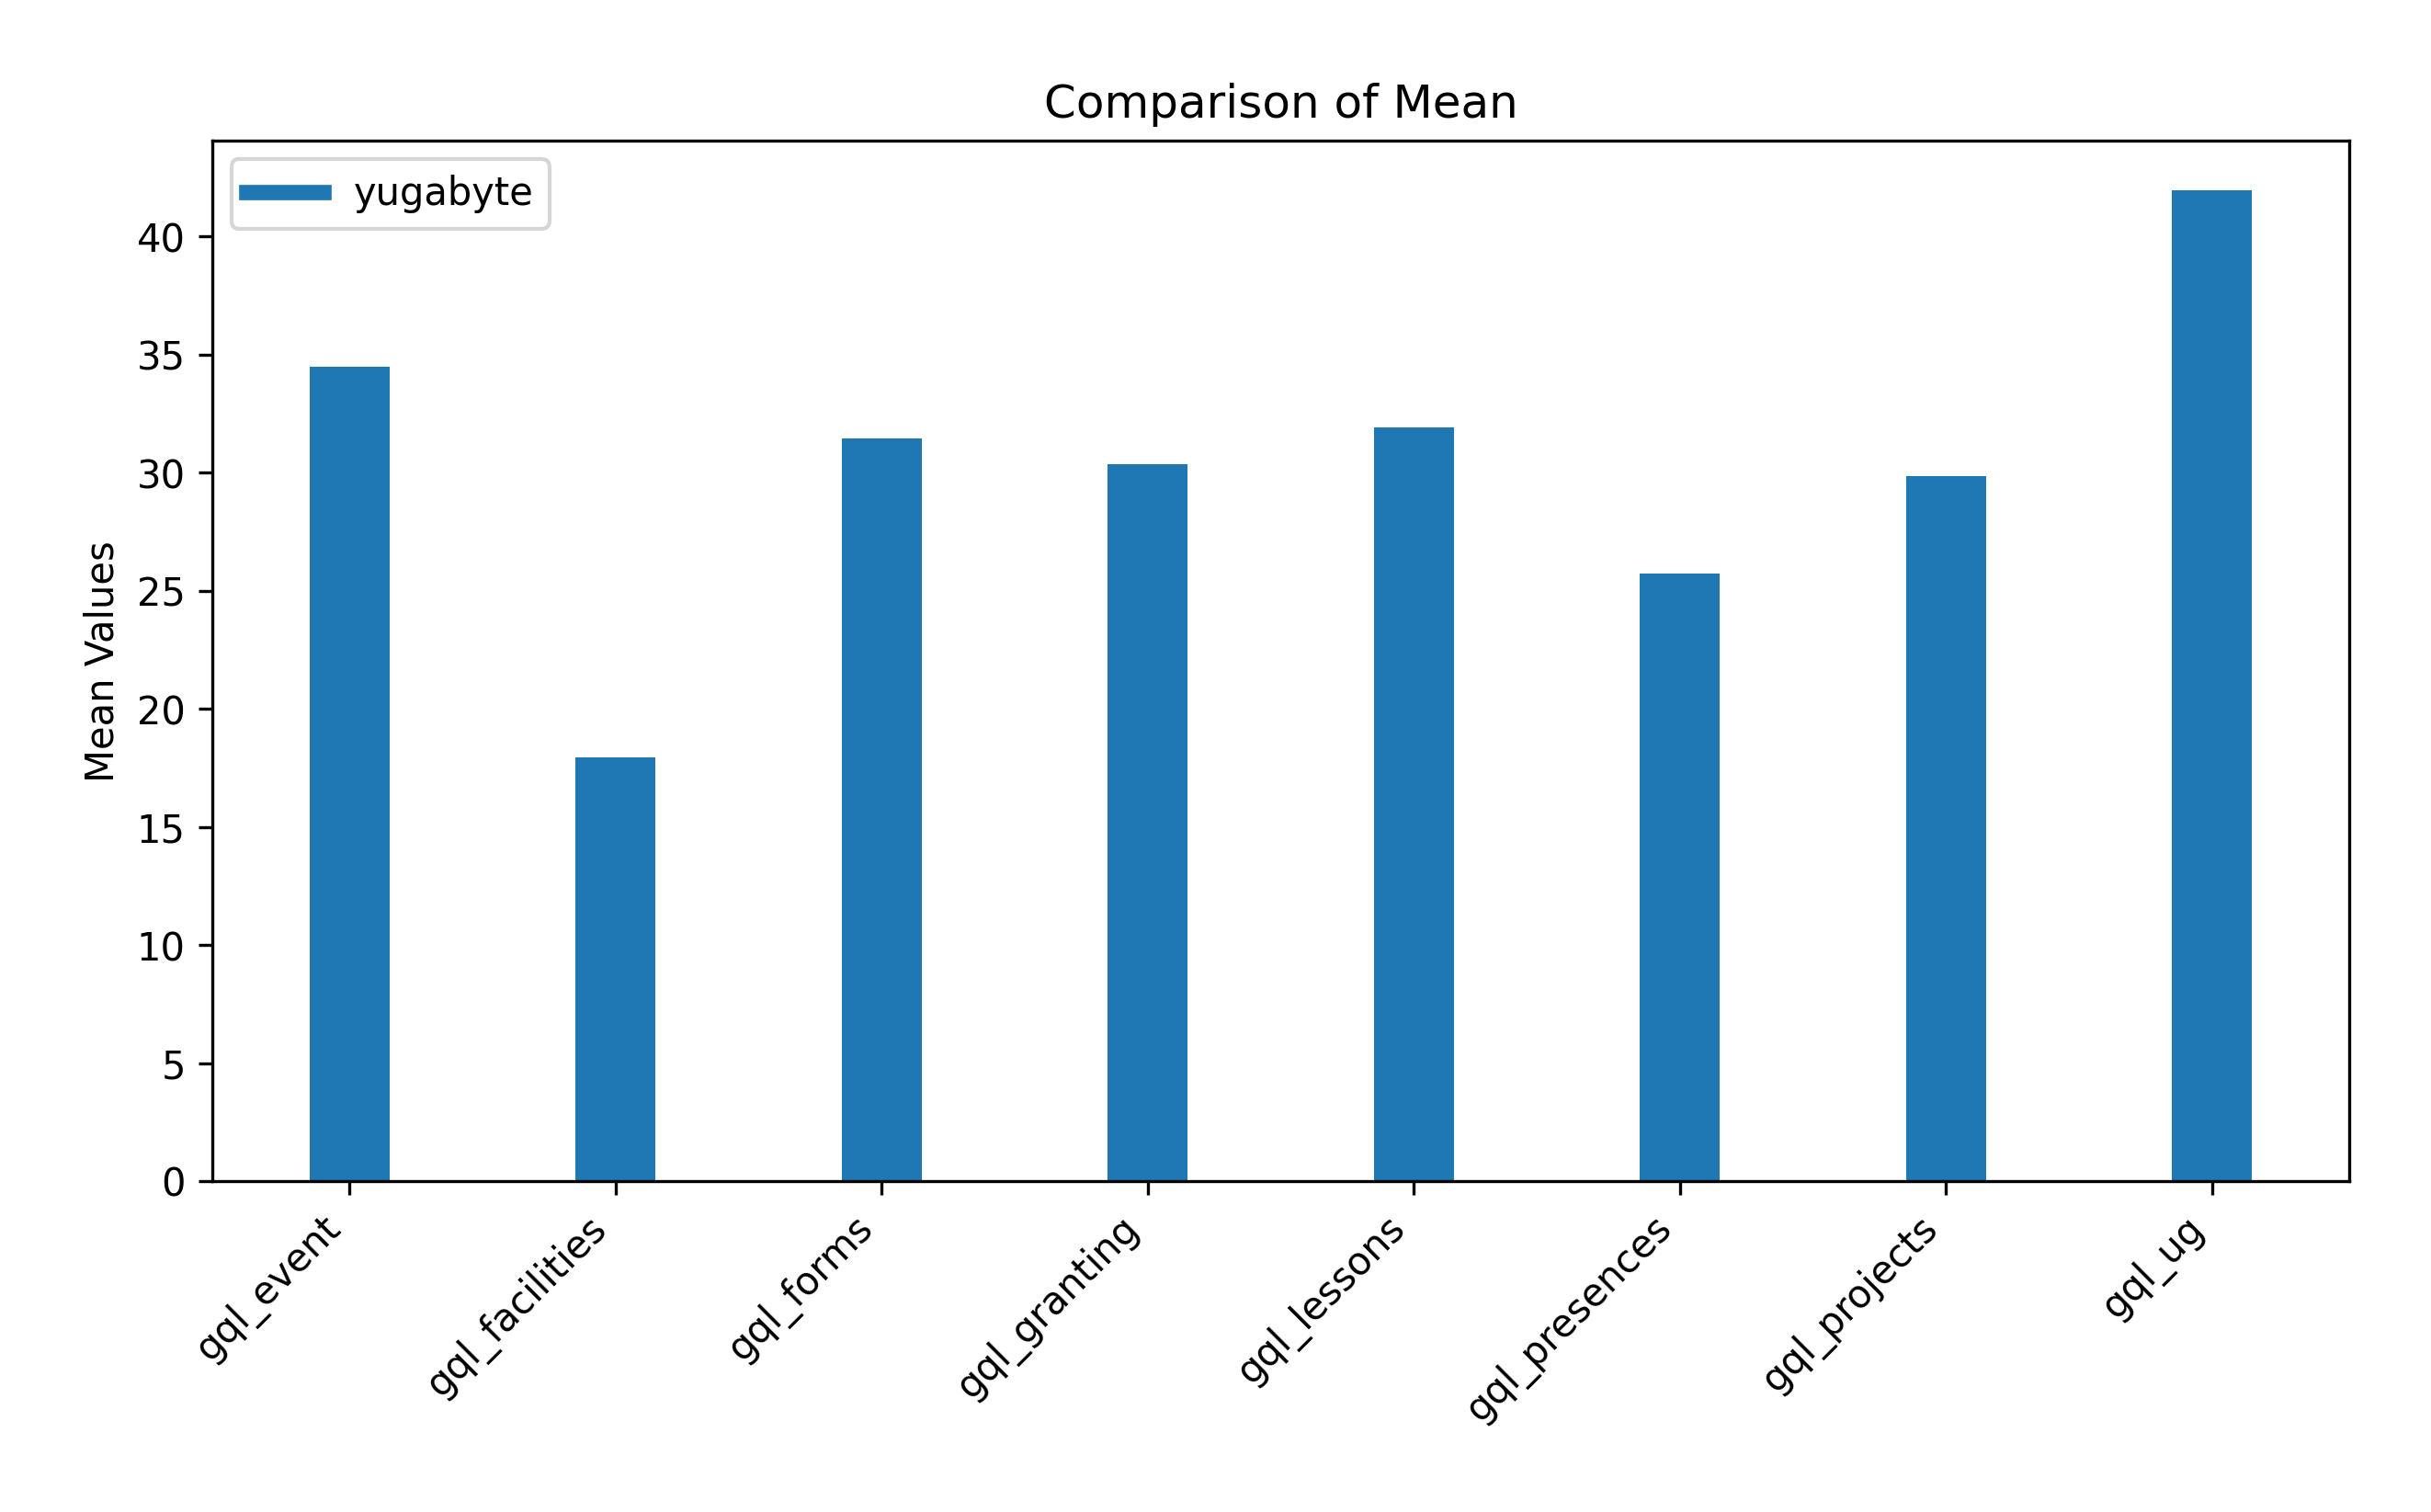 Comparison of Mean
yugabyte
Mean Values
40
35
30
25
20
15
10
5
0
gql_event
gql_facilities
gql_forms
gql_granting
gql_lessons
gql_presences
gql_projects
gql_ug